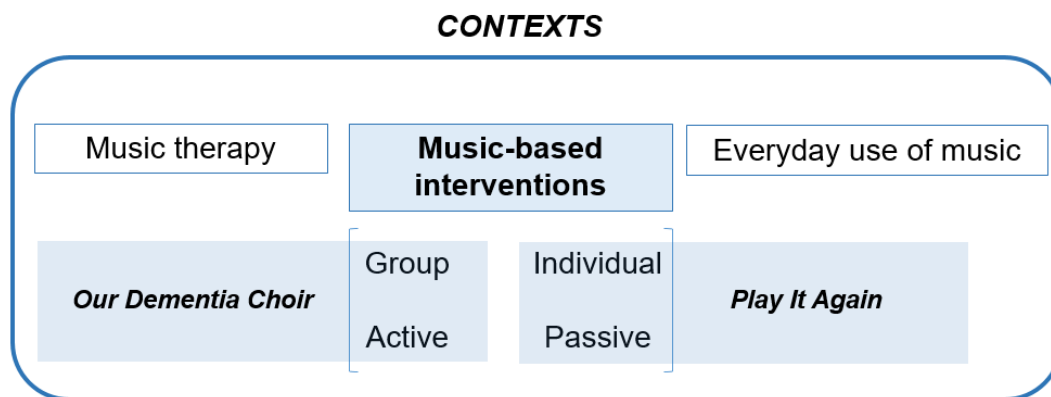 CONTEXTS
Music therapy
Music-based
interventions
Everyday use of music
Group
Individual
Our Dementia Choir
Play It Again
Active
Passive